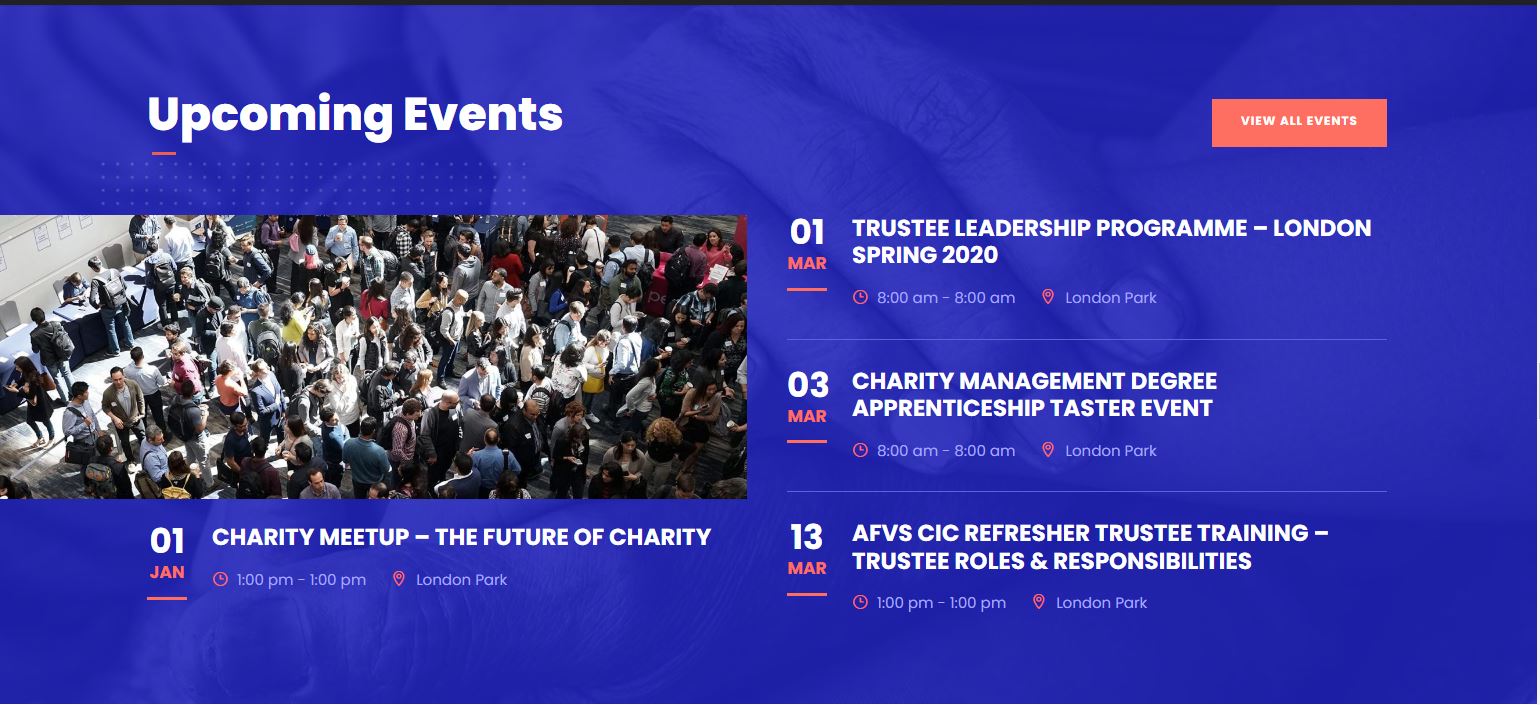 Upcoming Events
VIEW ALL EVENTS
01
MAR
TRUSTEE LEADERSHIP PROGRAMME – LONDON
SPRING 2020
8:00 am - 8:00 am London Park
03
MAR
CHARITY MANAGEMENT DEGREE
APPRENTICESHIP TASTER EVENT
8:00 am - 8:00 am London Park
01
JAN
CHARITY MEETUP – THE FUTURE OF CHARITY
1:00 pm - 1:00 pm London Park
13
MAR
AFVS CIC REFRESHER TRUSTEE TRAINING –
TRUSTEE ROLES & RESPONSIBILITIES
1:00 pm - 1:00 pm London Park